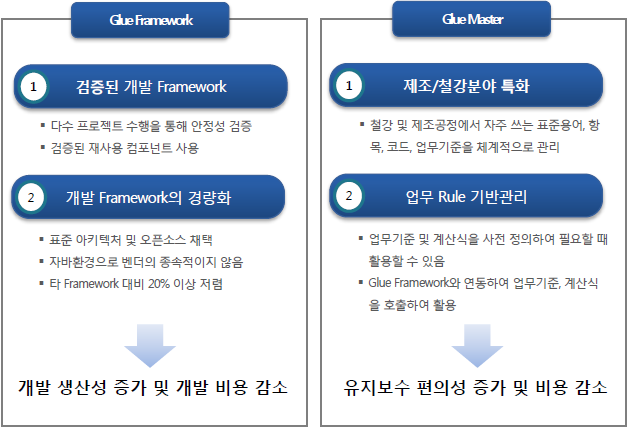 Glue Framework
1 검증된 개발 Framework
▪ 다수 프로젝트 수행을 통해 안정성 검증
▪ 검증된 재사용 컴포넌트 사용
2 개발 Framework의 경량화
▪ 표준 아키텍처 및 오픈소스 채택
▪ 자바환경으로 벤더의 종속적이지 않음
▪ 타 Framework 대비 20% 이상 저렴
개발 생산성 증가 및 개발 비용 감소
Glue Master
1 제조/철강분야 특화
▪ 철강 및 제조공정에서 자주 쓰는 표준용어, 항
목, 코드, 업무기준을 체계적으로 관리
2 업무 Rule 기반관리
▪ 업무기준 및 계산식을 사전 정의하여 필요할 때
활용할 수 있음
▪ Glue Framework와 연동하여 업무기준, 계산식
을 호출하여 활용
유지보수 편의성 증가 및 비용 감소